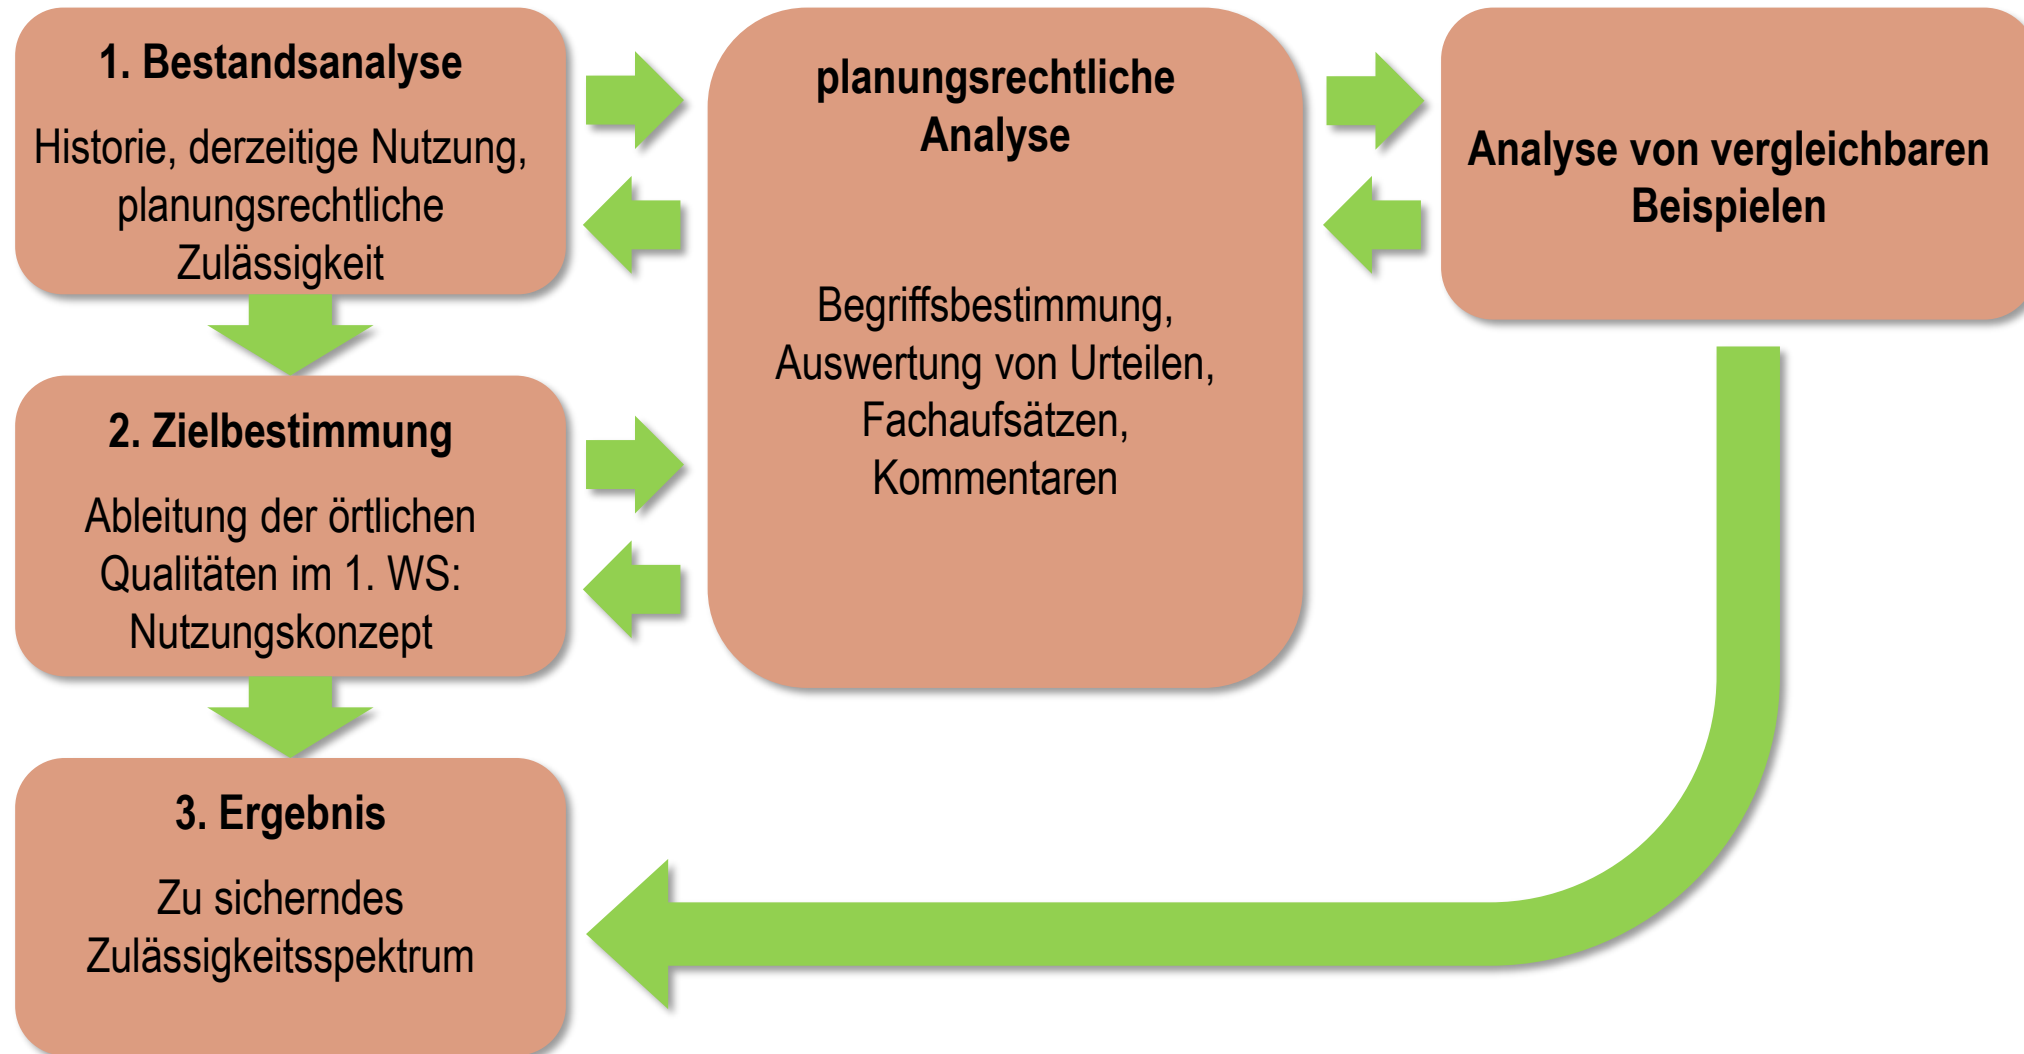 1. Bestandsanalyse
Historie, derzeitige Nutzung,
planungsrechtliche
Zulässigkeit
planungsrechtliche
Analyse
Begriffsbestimmung,
Auswertung von Urteilen,
Fachaufsätzen,
Kommentaren
Analyse von vergleichbaren
Beispielen
2. Zielbestimmung
Ableitung der örtlichen
Qualitäten im 1. WS:
Nutzungskonzept
3. Ergebnis
Zu sicherndes
Zulässigkeitsspektrum